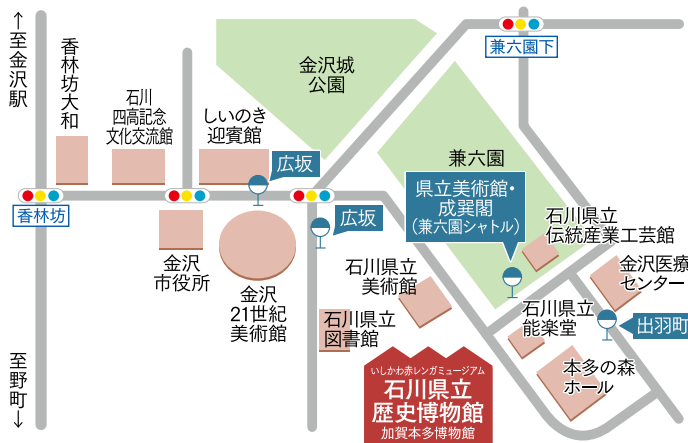 ↑至金沢駅
香林坊大和
石川
四高記念
文化交流館
しいのき
迎賓館
金沢城
公園
兼六園下
広坂
兼六園
県立美術館・
成巽閣
(兼六園シャトル)
香林坊
広坂
石川県立
伝統産業工芸館
金沢
市役所
金沢
21世紀
美術館
石川県立
美術館
金沢医療
センター
石川県立
図書館
石川県立
能楽堂
出羽町
いしかわ赤レンガミュージアム
石川県立
歴史博物館
加賀本多博物館
本多の森
ホール
至野町↓